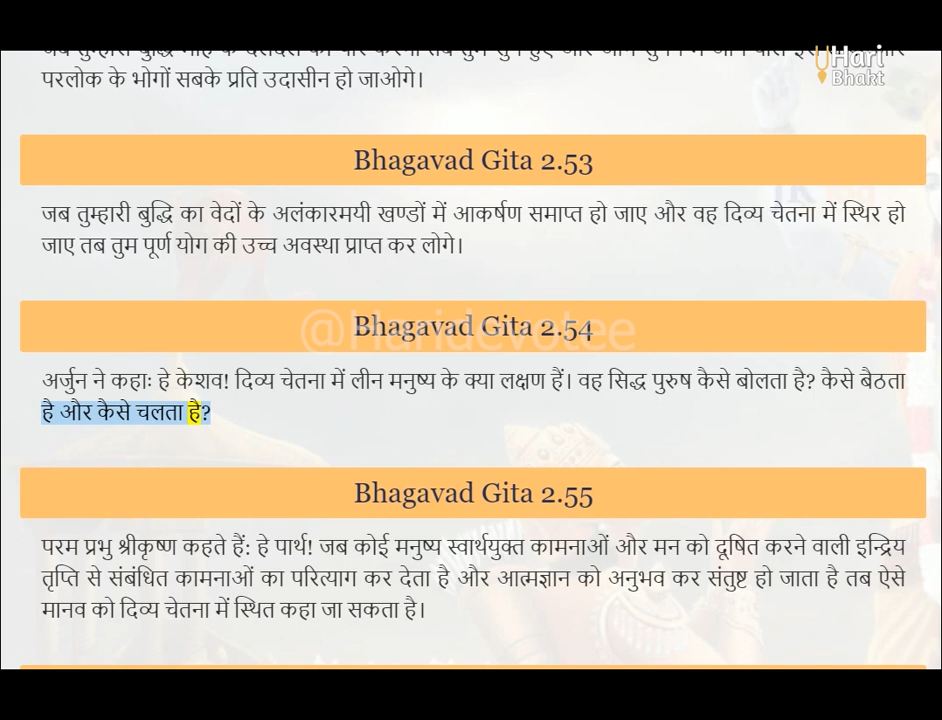 Hari
Bhakt
परलोक के भोगों सबके प्रति उदासीन हो जाओगे।
Bhagavad Gita 2.53
जब तुम्हारी बुद्धि का वेदों के अलंकारमयी खण्डों में आकर्षण समाप्त हो जाए और वह दिव्य चेतना में स्थिर हो
जाए तब तुम पूर्ण योग की उच्च अवस्था प्राप्त कर लोगे।
Bhagavad Gita 2.54
@Haridevotee
अर्जुन ने कहाः हे केशव! दिव्य चेतना में लीन मनुष्य के क्या लक्षण हैं। वह सिद्ध पुरुष कैसे बोलता है? कैसे बैठता
है और कैसे चलता है?
Bhagavad Gita 2.55
परम प्रभु श्रीकृष्ण कहते हैं: हे पार्थ! जब कोई मनुष्य स्वार्थयुक्त कामनाओं और मन को दूषित करने वाली इन्द्रिय
तृप्ति से संबंधित कामनाओं का परित्याग कर देता है और आत्मज्ञान को अनुभव कर संतुष्ट हो जाता है तब ऐसे
मानव को दिव्य चेतना में स्थित कहा जा सकता है।